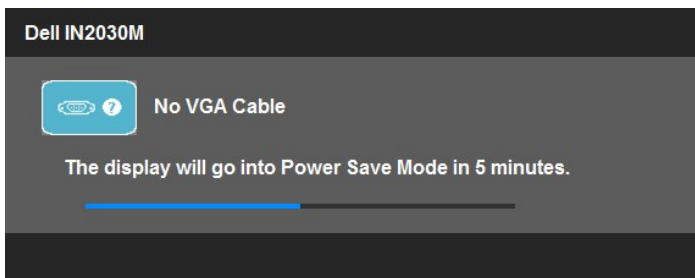 Dell IN2030M
?
No VGA Cable
The display will go into Power Save Mode in 5 minutes.